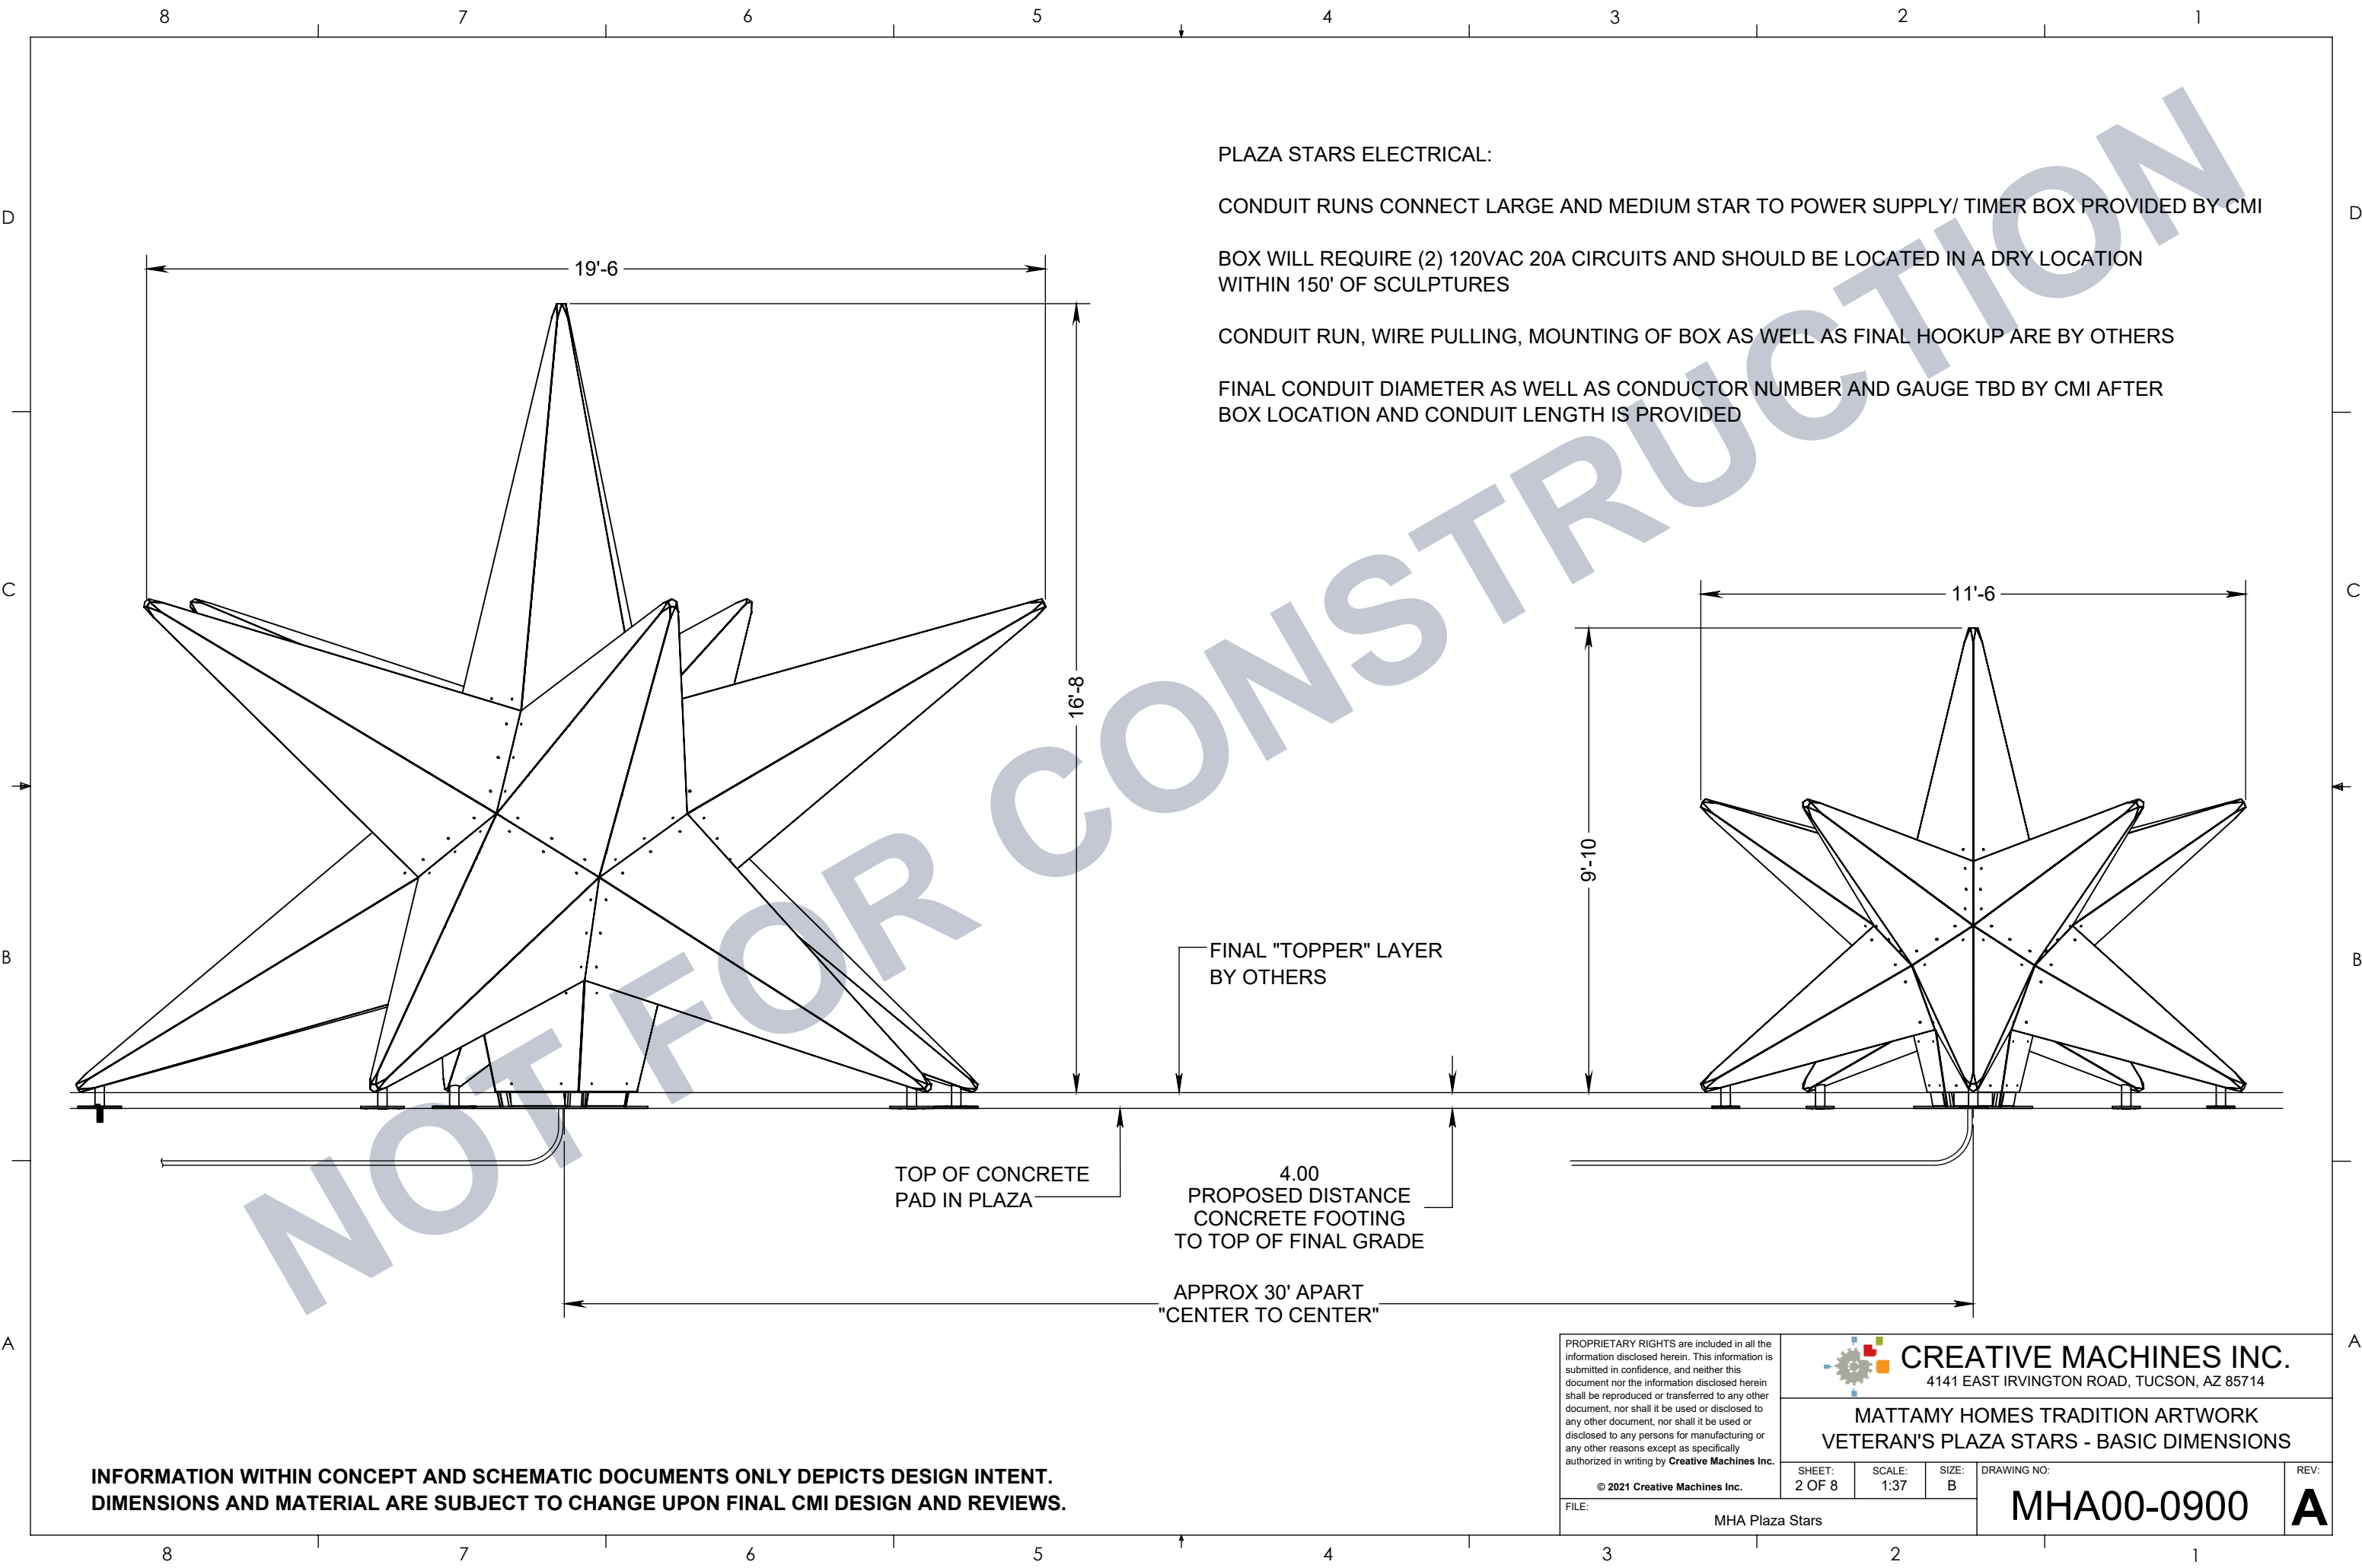 8 7 6 5 4 3 2 1
D
D
C
C
B
B
A
A
PLAZA STARS ELECTRICAL:
CONDUIT RUNS CONNECT LARGE AND MEDIUM STAR TO POWER SUPPLY/ TIMER BOX PROVIDED BY CMI
BOX WILL REQUIRE (2) 120VAC 20A CIRCUITS AND SHOULD BE LOCATED IN A DRY LOCATION
WITHIN 150' OF SCULPTURES
CONDUIT RUN, WIRE PULLING, MOUNTING OF BOX AS WELL AS FINAL HOOKUP ARE BY OTHERS
FINAL CONDUIT DIAMETER AS WELL AS CONDUCTOR NUMBER AND GAUGE TBD BY CMI AFTER
BOX LOCATION AND CONDUIT LENGTH IS PROVIDED
19'-6
16'-8
11'-6
9'-10
NOT FOR CONSTRUCTION
FINAL "TOPPER" LAYER
BY OTHERS
TOP OF CONCRETE
PAD IN PLAZA
4.00
PROPOSED DISTANCE
CONCRETE FOOTING
TO TOP OF FINAL GRADE
APPROX 30' APART
"CENTER TO CENTER"
INFORMATION WITHIN CONCEPT AND SCHEMATIC DOCUMENTS ONLY DEPICTS DESIGN INTENT.
DIMENSIONS AND MATERIAL ARE SUBJECT TO CHANGE UPON FINAL CMI DESIGN AND REVIEWS.
PROPRIETARY RIGHTS are included in all the
information disclosed herein. This information is
submitted in confidence, and neither this
document nor the information disclosed herein
shall be reproduced or transferred to any other
document, nor shall it be used or disclosed to
any other document, nor shall it be used or
disclosed to any persons for manufacturing or
any other reasons except as specifically
authorized in writing by Creative Machines Inc.
© 2021 Creative Machines Inc.
FILE:
MHA Plaza Stars
CREATIVE MACHINES INC.
4141 EAST IRVINGTON ROAD, TUCSON, AZ 85714
MATTAMY HOMES TRADITION ARTWORK
VETERAN'S PLAZA STARS - BASIC DIMENSIONS
SHEET:
2 OF 8
SCALE:
1:37
SIZE:
B
DRAWING NO:
MHA00-0900
REV:
A
8 7 6 5 4 3 2 1